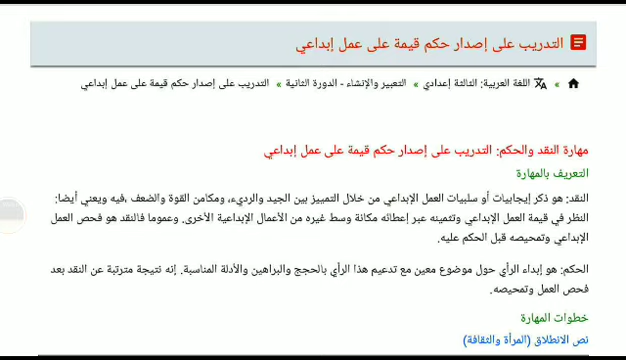 التدريب على إصدار حكم قيمة على عمل إبداعي
» اللغة العربية: الثالثة إعدادي » التعبير والإنشاء - الدورة الثانية » التدريب على إصدار حكم قيمة على عمل إبداعي
مهارة النقد والحكم: التدريب على إصدار حكم قيمة على عمل إبداعي
التعريف بالمهارة
النقد: هو ذكر إيجابيات أو سلبيات العمل الإبداعي من خلال التمييز بين الجيد والرديء، ومكامن القوة والضعف ،فيه ويعني أيضا:
النظر في قيمة العمل الإبداعي وتثمينه عبر إعطائه مكانة وسط غيره من الأعمال الإبداعية الأخرى. وعموما فالنقد هو فحص العمل
الإبداعي وتمحيصه قبل الحكم عليه.
الحكم: هو إبداء الرأي حول موضوع معين مع تدعيم هذا الرأي بالحجج والبراهين والأدلة المناسبة. إنه نتيجة مترتبة عن النقد بعد
فحص العمل وتمحيصه.
خطوات المهارة
نص الانطلاق (المرأة والثقافة)